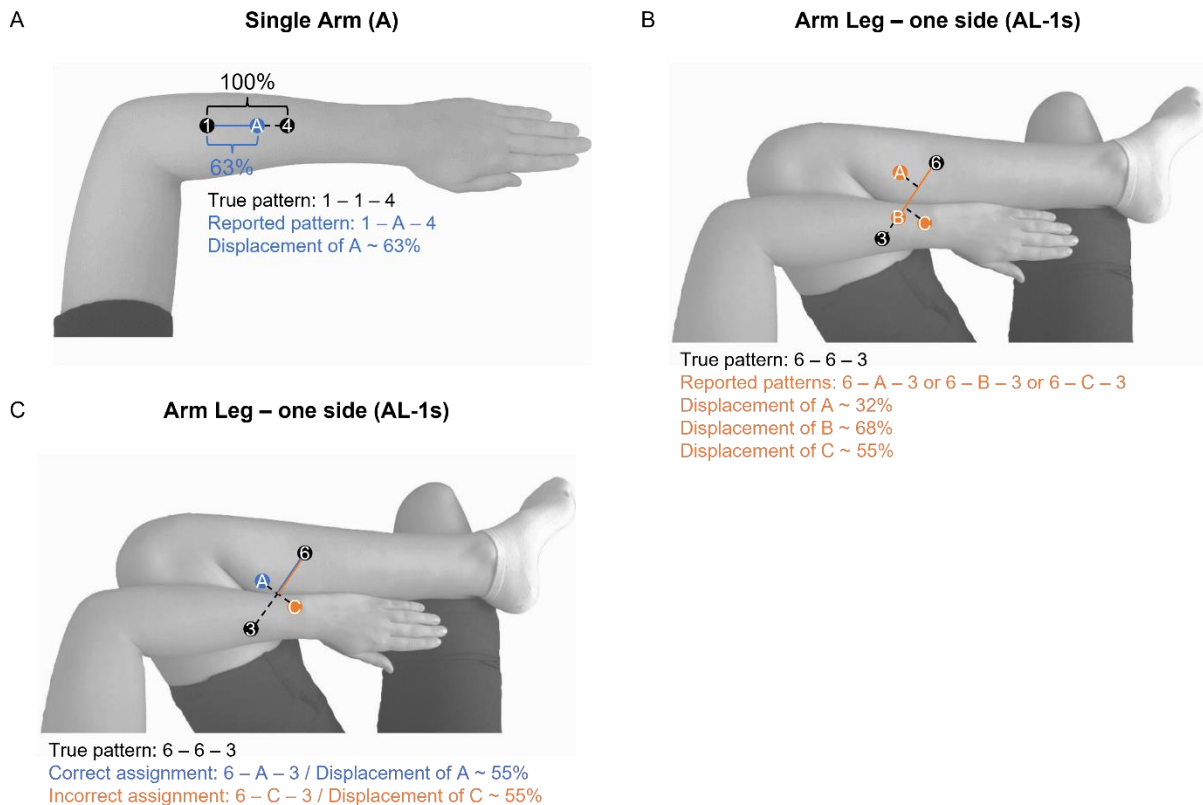 A
Single Arm (A)
100%
1
A
4
63%
True pattern: 1 – 1 – 4
Reported pattern: 1 – A – 4
Displacement of A ~ 63%
B
Arm Leg – one side (AL-1s)
6
A
B
C
3
True pattern: 6 – 6 – 3
Reported patterns: 6 – A – 3 or 6 – B – 3 or 6 – C – 3
Displacement of A ~ 32%
Displacement of B ~ 68%
Displacement of C ~ 55%
C
Arm Leg – one side (AL-1s)
6
A
C
3
True pattern: 6 – 6 – 3
Correct assignment: 6 – A – 3 / Displacement of A ~ 55%
Incorrect assignment: 6 – C – 3 / Displacement of C ~ 55%